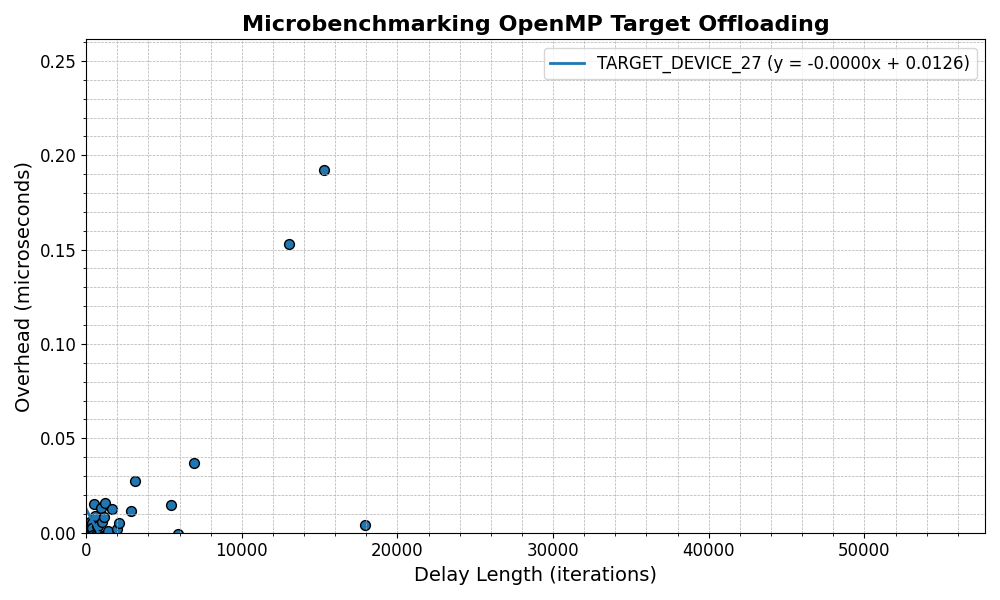 Microbenchmarking OpenMP Target Offloading
TARGET_DEVICE_27 (y = -0.0000x + 0.0126)
Overhead (microseconds)
0.25
0.20
0.15
0.10
0.05
0.00
0 10000 20000 30000 40000 50000
Delay Length (iterations)